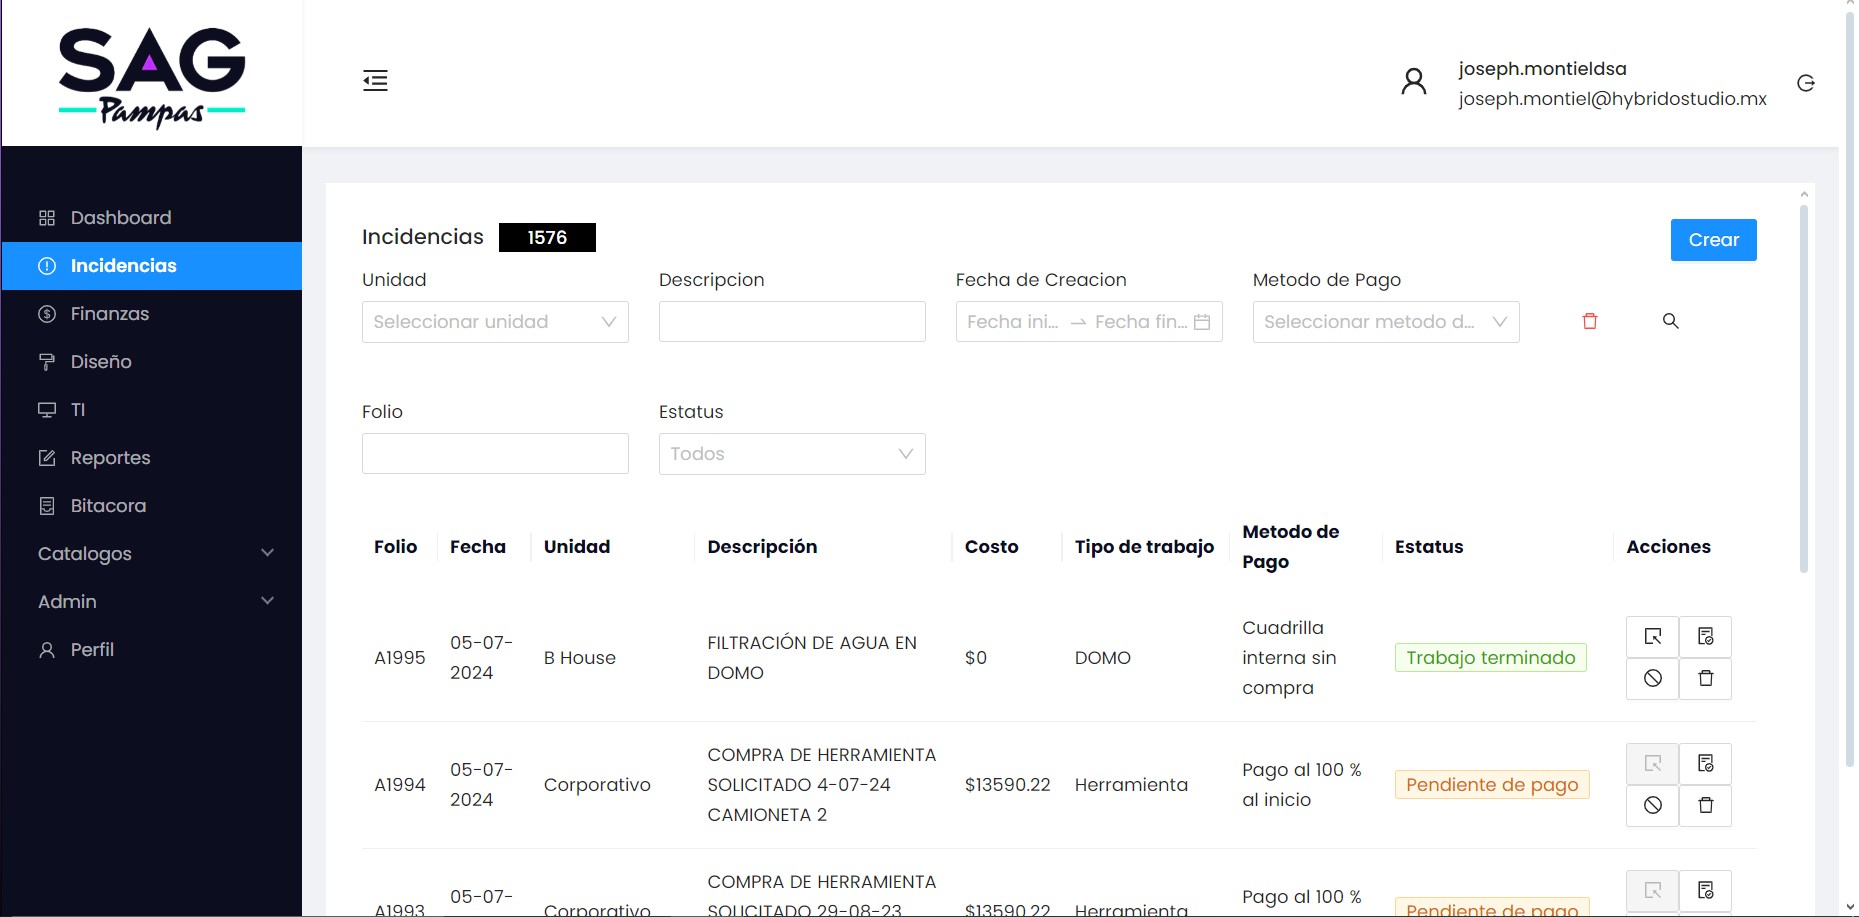 SAG
Pampas
joseph.montieldsa
joseph.montiel@hybridostudio.mx
Dashboard
Incidencias
Finanzas
Diseño
TI
Reportes
Bitacora
Catalogos
Admin
Perfil
Incidencias 1576
Crear
Unidad Descripcion Fecha de Creacion Metodo de Pago
Seleccionar unidad Fecha ini... Fecha fin... Seleccionar metodo d...
Folio Estatus
Todos
Folio Fecha Unidad Descripción Costo Tipo de trabajo Metodo de Pago Estatus Acciones
A1995 05-07-2024 B House FILTRACIÓN DE AGUA EN DOMO $0 DOMO Cuadrilla interna sin compra Trabajo terminado
A1994 05-07-2024 Corporativo COMPRA DE HERRAMIENTA SOLICITADO 4-07-24 CAMIONETA 2 $13590.22 Herramienta Pago al 100 % al inicio Pendiente de pago
A1993 05-07- Corporativo COMPRA DE HERRAMIENTA SOLICITADO 29-08-23 $13590.22 Herramienta Pago al 100 % Pendiente de pago